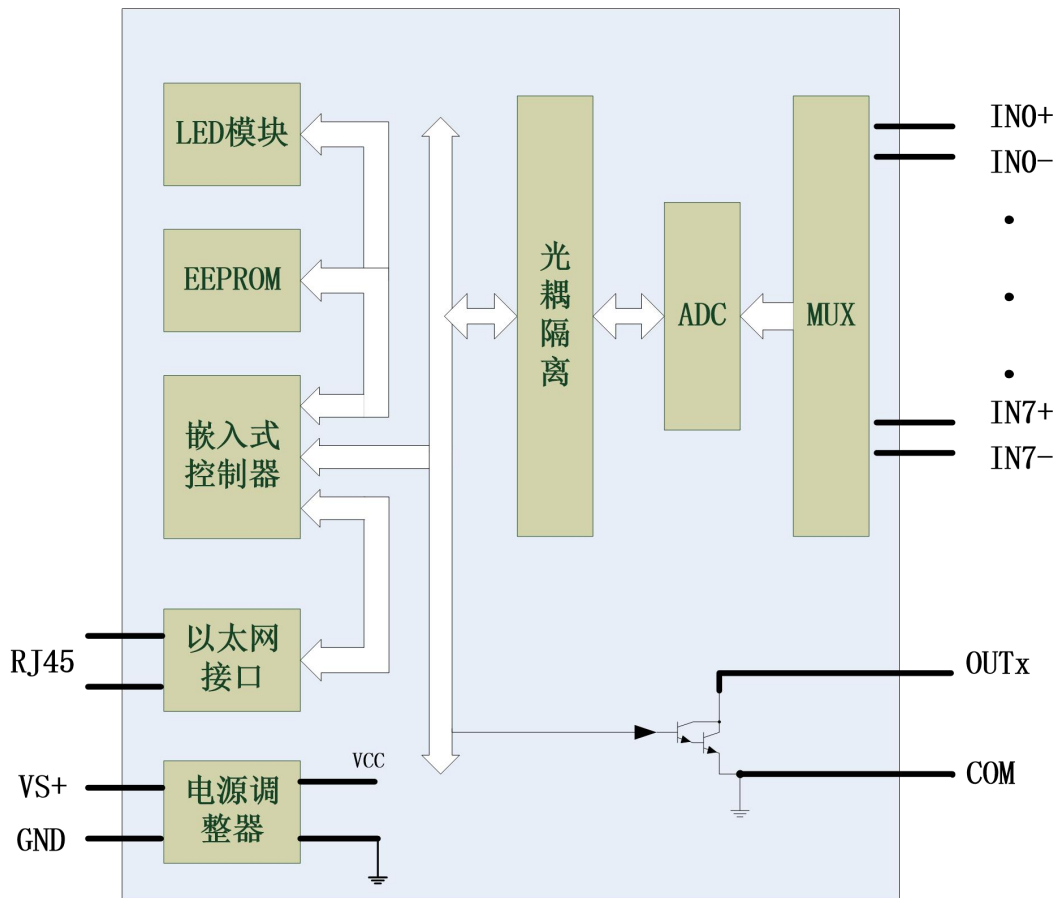 LED模块
EEPROM
嵌入式
控制器
以太网
接口
RJ45
电源调
整器
VS+
GND
VCC
光
耦
隔
离
ADC
MUX
IN0+
IN0-
IN7+
IN7-
OUTx
COM